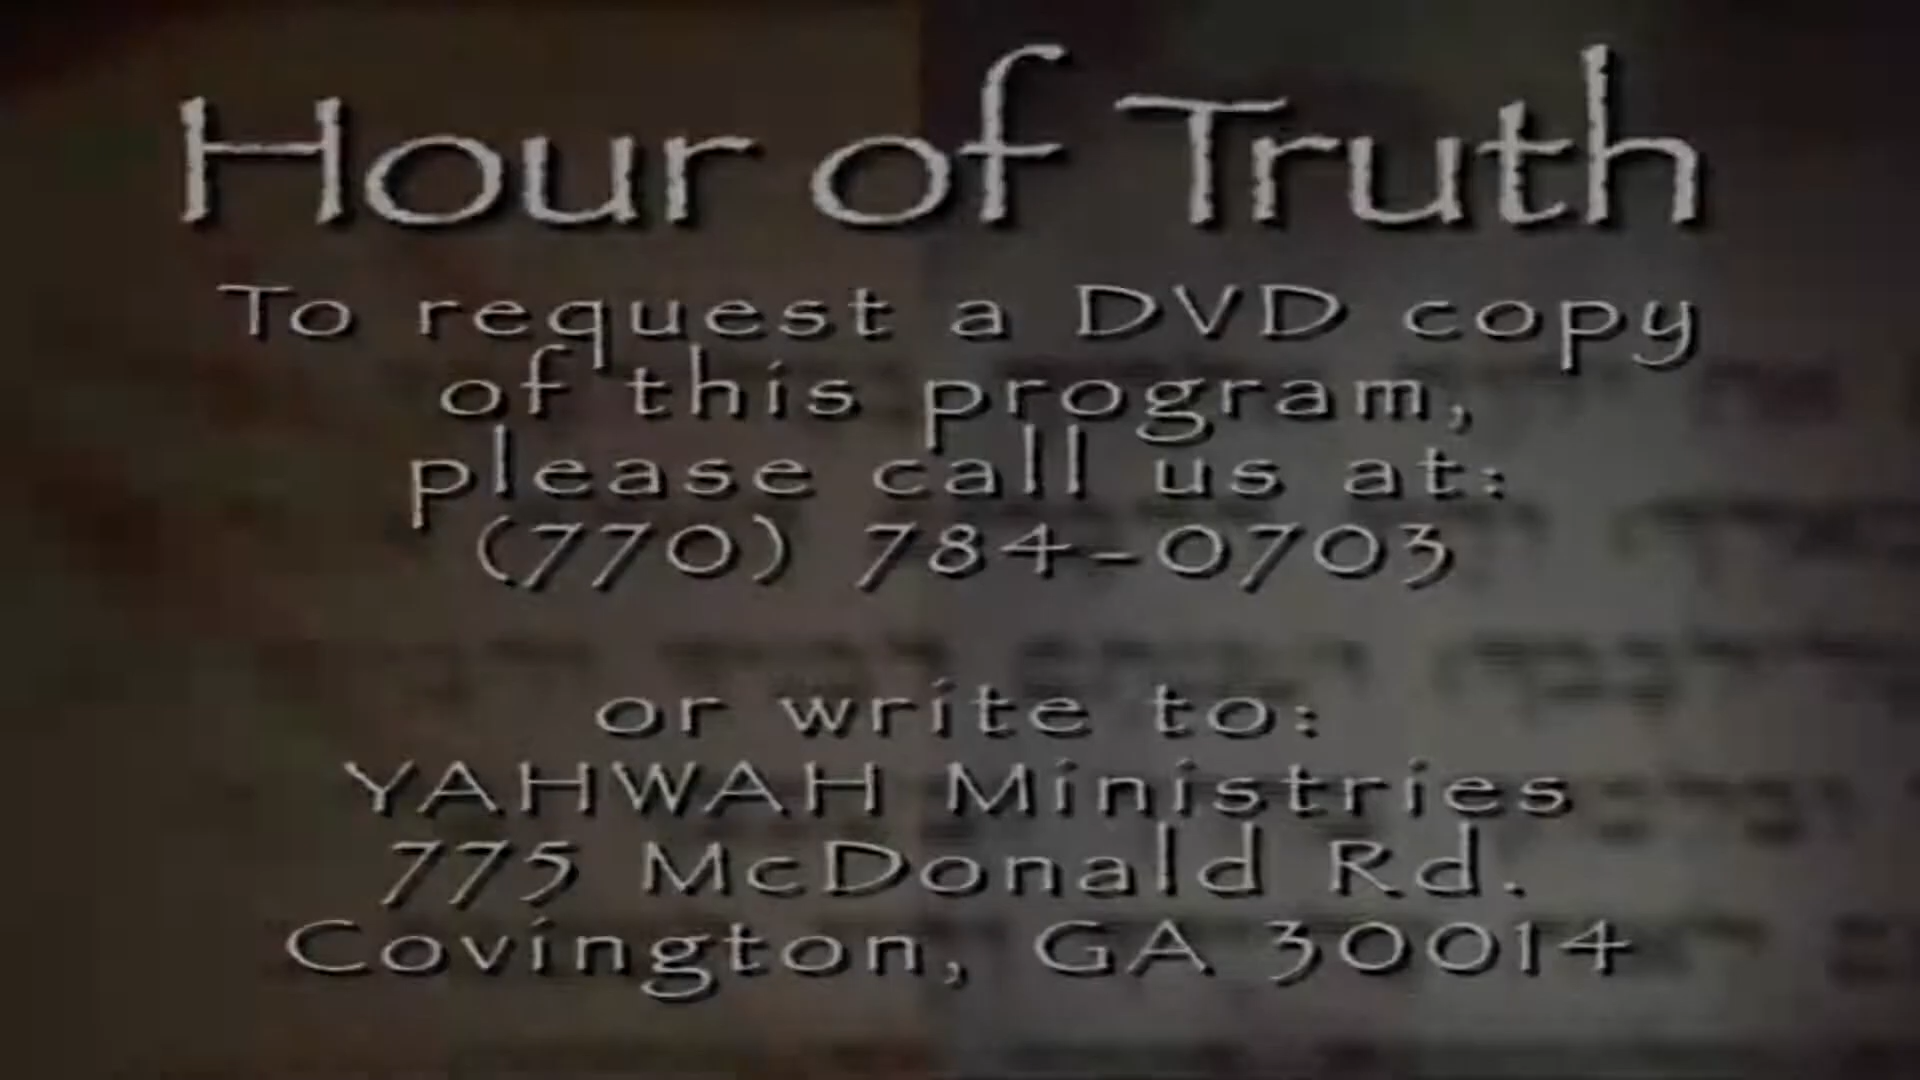 Hour of Truth
To request a DVD copy
of this program,
please call us at:
(770) 784-0703
or write to:
YAHWAH Ministries
775 McDonald Rd.
Covington, GA 30014